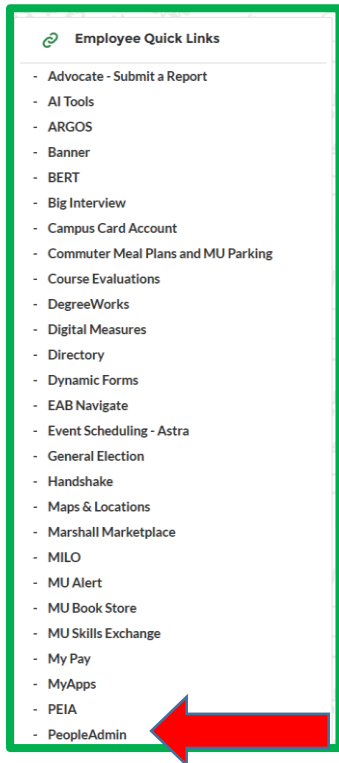 Employee Quick Links
- Advocate - Submit a Report
- AI Tools
- ARGOS
- Banner
- BERT
- Big Interview
- Campus Card Account
- Commuter Meal Plans and MU Parking
- Course Evaluations
- DegreeWorks
- Digital Measures
- Directory
- Dynamic Forms
- EAB Navigate
- Event Scheduling - Astra
- General Election
- Handshake
- Maps & Locations
- Marshall Marketplace
- MILO
- MU Alert
- MU Book Store
- MU Skills Exchange
- My Pay
- MyApps
- PEIA
- PeopleAdmin